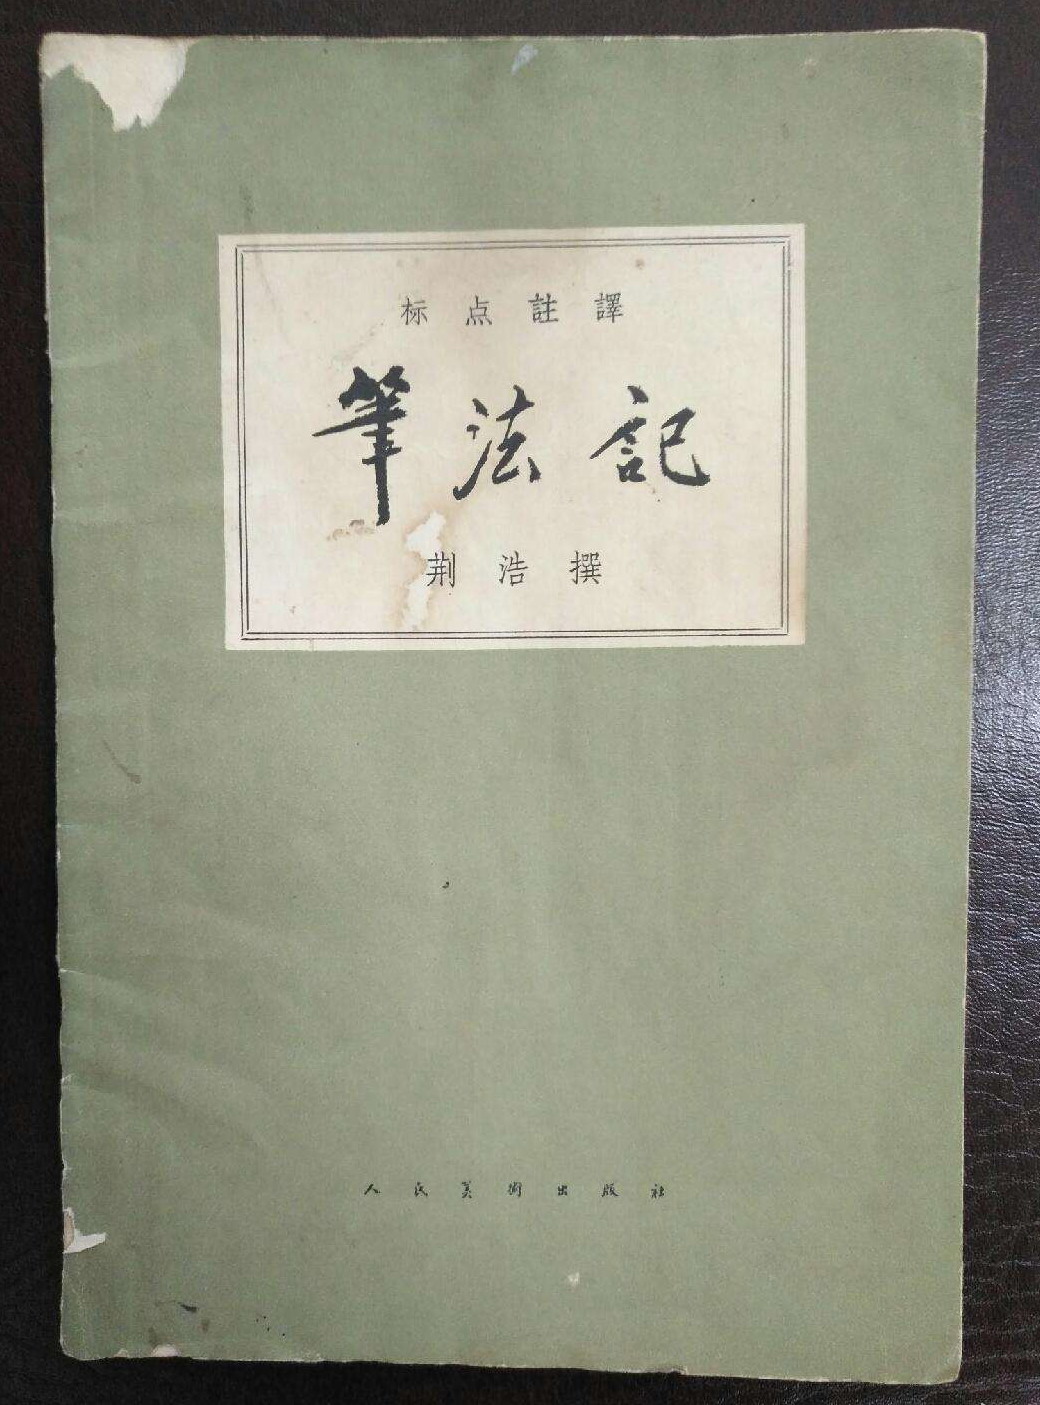 标点註譯
筆法記
荆浩撰
人民美術出版社